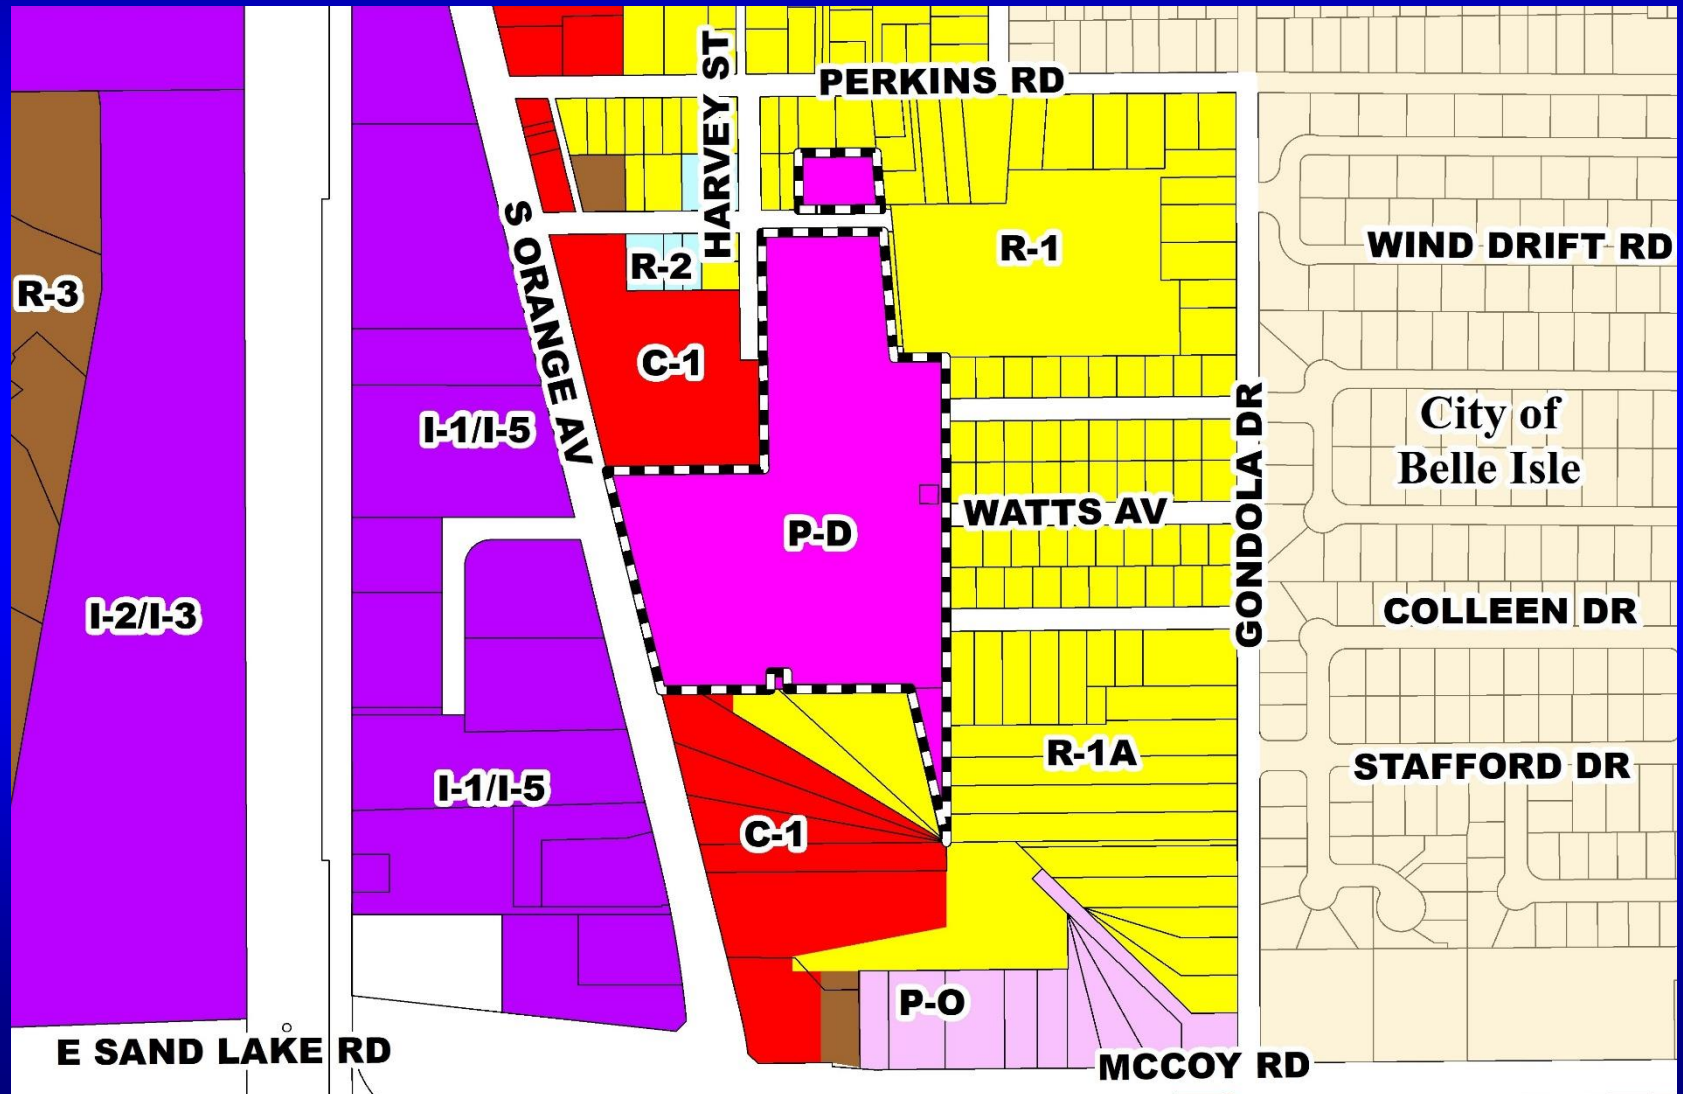 HARVEY ST
PERKINS RD
S ORANGE AV
R-1
WIND DRIFT RD
R-2
R-3
C-1
I-1/I-5
GONDOLA DR
City of
Belle Isle
WATTS AV
P-D
I-2/I-3
COLLEEN DR
R-1A
STAFFORD DR
I-1/I-5
C-1
P-O
E SAND LAKE RD
MCCOY RD